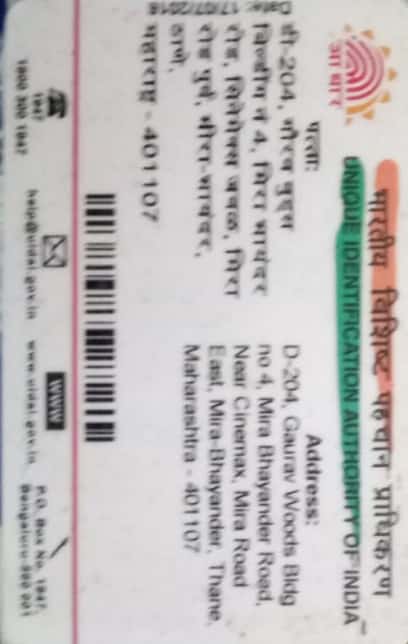 भारतीय विशिष्ट पहचान प्राधिकरण
UNIQUE IDENTIFICATION AUTHORITY OF INDIA
आधार
पत्ता:
डी-204, गौरव वुड्स
बिल्डींग नं 4, मिरा भायंदर
रोड, सिनेमॅक्स जवळ, मिरा
रोड पूर्व, मीरा-भायंदर,
ठाणे,
महाराष्ट्र - 401107
Address:
D-204, Gaurav Woods Bldg
no 4, Mira Bhayander Road,
Near Cinemax, Mira Road
East, Mira-Bhayander, Thane,
Maharashtra - 401107
Date: 17/07/2018
1947
1800 300 1947
help@uidai.gov.in
WWW
www.uidai.gov.in
P.O. Box No. 1947,
Bengaluru-560 001